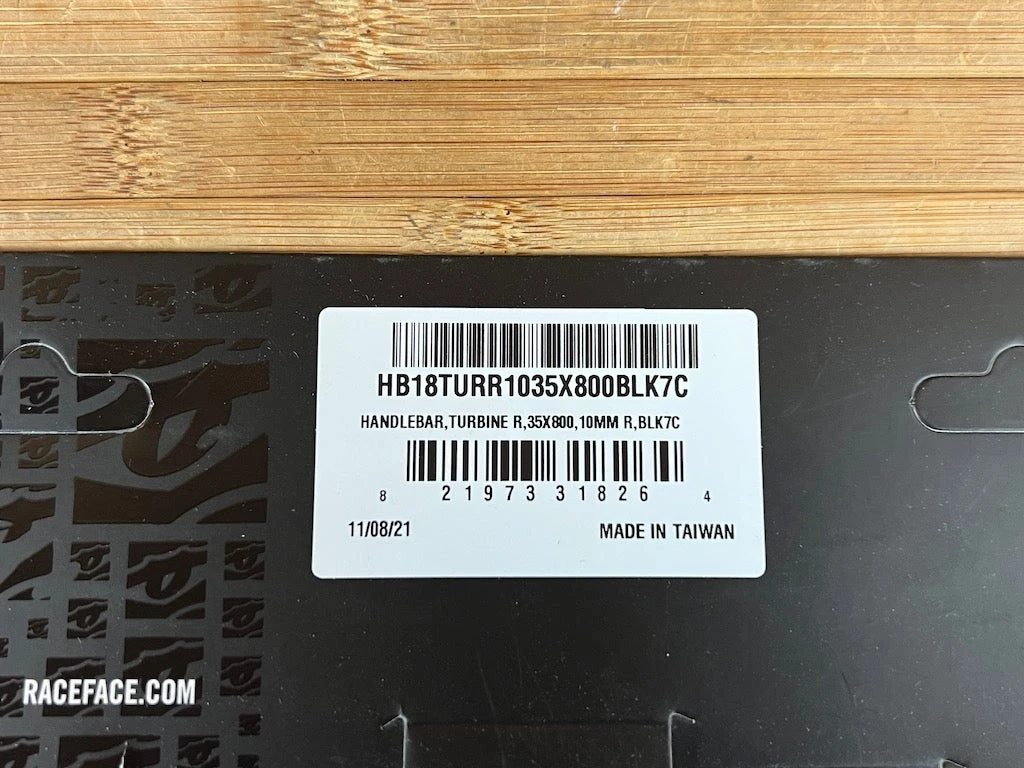 HB18TURR1035X800BLK7C
HANDLEBAR,TURBINE R,35X800,10MM R,BLK7C
8 21973 31826 4
11/08/21 MADE IN TAIWAN
RACEFACE.COM